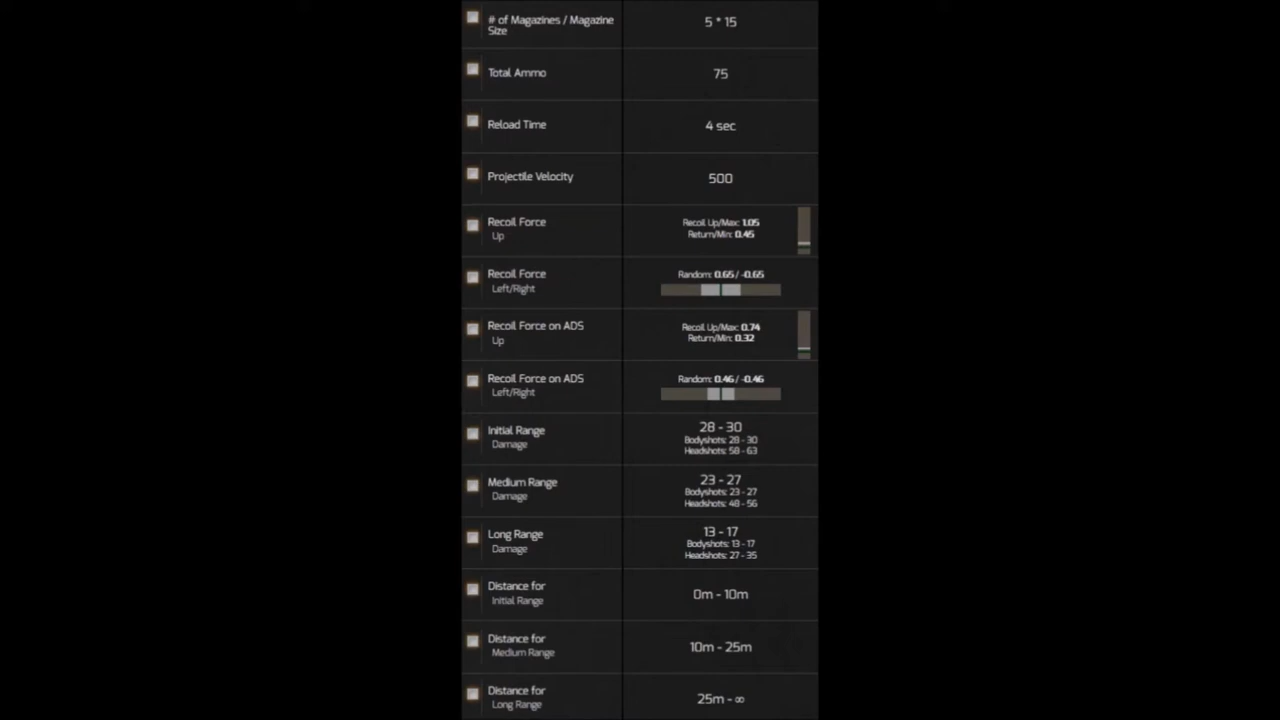 # of Magazines / Magazine
Size
5 * 15
Total Ammo
75
Reload Time
4 sec
Projectile Velocity
500
Recoil Force
Up
Recoil Up/Max: 1.05
Return/Min: 0.45
Recoil Force
Left/Right
Random: 0.65 / -0.65
Recoil Force on ADS
Up
Recoil Up/Max: 0.74
Return/Min: 0.32
Recoil Force on ADS
Left/Right
Random: 0.46 / -0.46
Initial Range
Damage
28 - 30
Bodyshots: 28 - 30
Headshots: 58 - 63
Medium Range
Damage
23 - 27
Bodyshots: 23 - 27
Headshots: 48 - 56
Long Range
Damage
13 - 17
Bodyshots: 13 - 17
Headshots: 27 - 35
Distance for
Initial Range
0m - 10m
Distance for
Medium Range
10m - 25m
Distance for
Long Range
25m - ∞